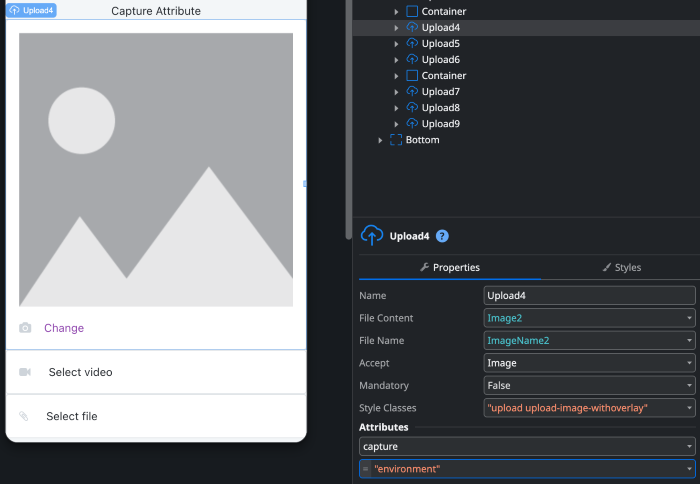 Upload4
Capture Attribute
Change
Select video
Select file
Container
Upload4
Upload5
Upload6
Container
Upload7
Upload8
Upload9
Bottom
Upload4 ?
Properties Styles
Name Upload4
File Content Image2
File Name ImageName2
Accept Image
Mandatory False
Style Classes "upload upload-image-withoverlay"
Attributes
capture
= "environment"